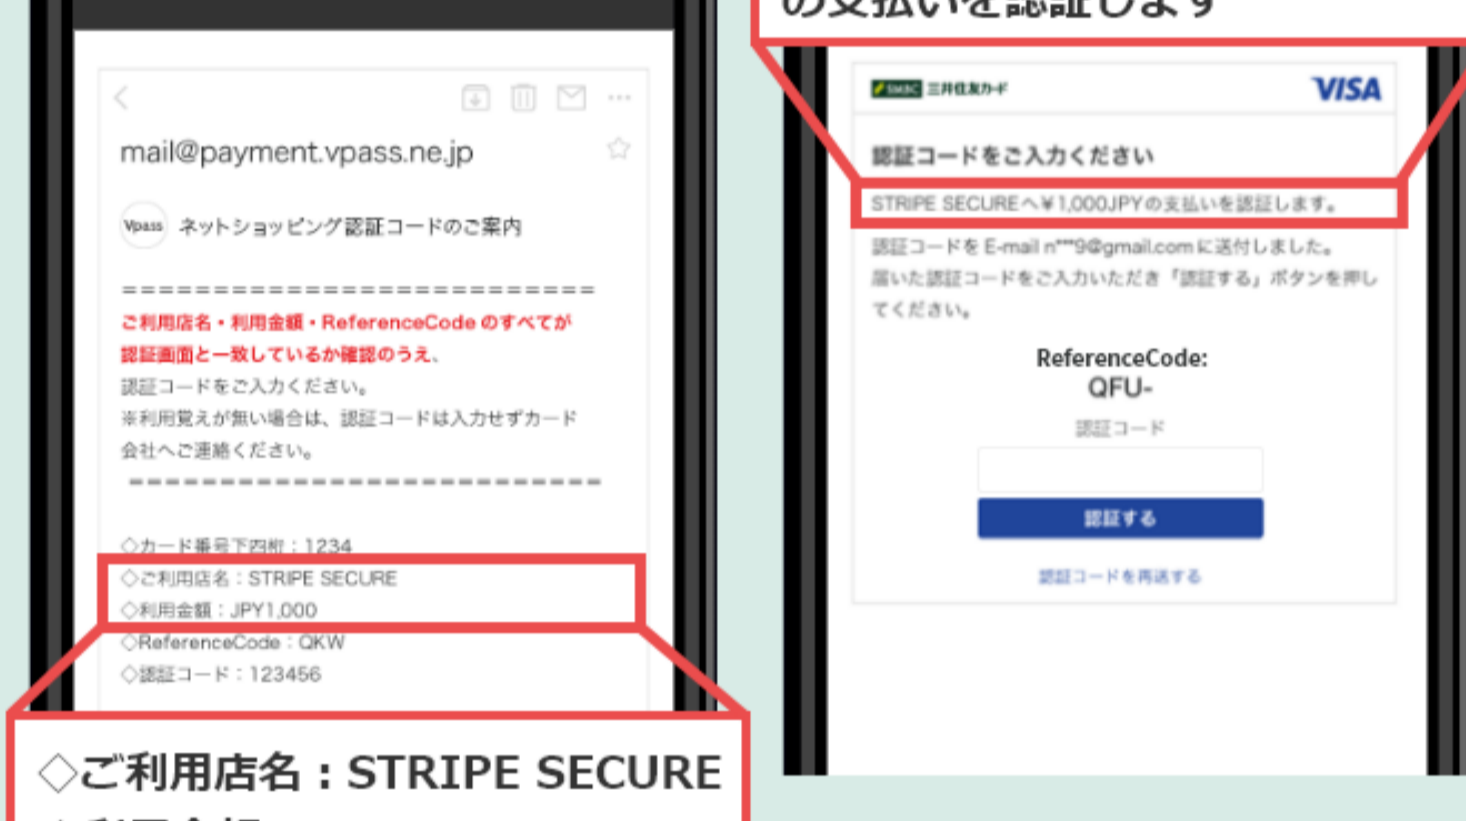 mail@payment.vpass.ne.jp
Vpass ネットショッピング認証コードのご案内
==========================
ご利用店名・利用金額・ReferenceCode のすべてが
認証画面と一致しているか確認のうえ、
認証コードをご入力ください。
※利用覚えが無い場合は、認証コードは入力せずカード
会社へご連絡ください。
==========================
◇カード番号下四桁：1234
◇ご利用店名：STRIPE SECURE
◇利用金額：JPY1,000
◇ReferenceCode：QKW
◇認証コード：123456
◇ご利用店名：STRIPE SECURE
の支払いを認証します
SMBC 三井住友カード
VISA
認証コードをご入力ください
STRIPE SECUREへ¥1,000JPYの支払いを認証します。
認証コードを E-mail n***9@gmail.comに送付しました。
届いた認証コードをご入力いただき「認証する」ボタンを押し
てください。
ReferenceCode:
QFU-
認証コード
認証する
認証コードを再送する